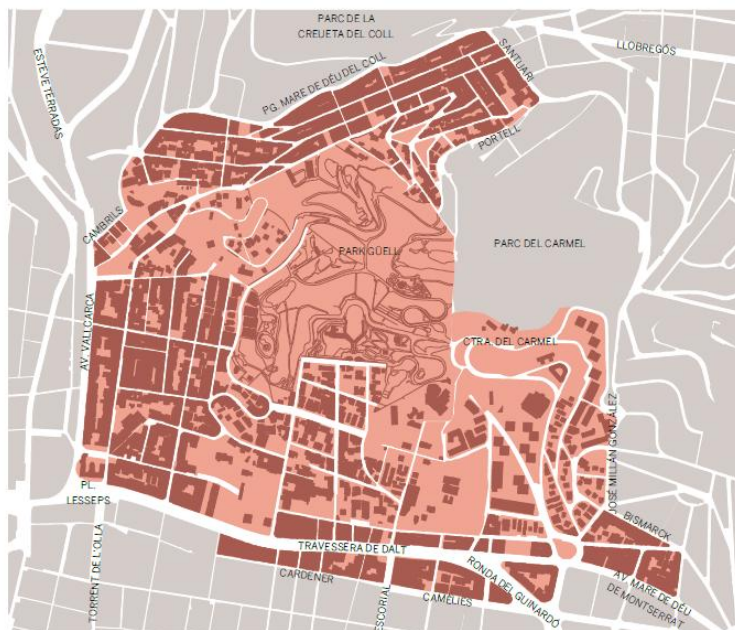 PARC DE LA
CREUETA DEL COLL
LLOBREGÓS
SANTUARI
ESTEVE TERRADAS
PG. MARE DE DÉU DEL COLL
PORTELL
CAMBRILS
PARK GÜELL
PARC DEL CARMEL
AV. VALLCARCA
CTRA. DEL CARMEL
JOSÉ MILLÁN GONZÁLEZ
PL.
LESSEPS
BISMARCK
TRAVESSERA DE DALT
TORRENT DE L'OLLA
CARDENER
ESCORIAL
CAMÈLIES
RONDA DEL GUINARDÓ
AV. MARE DE DÉU
DE MONTSERRAT